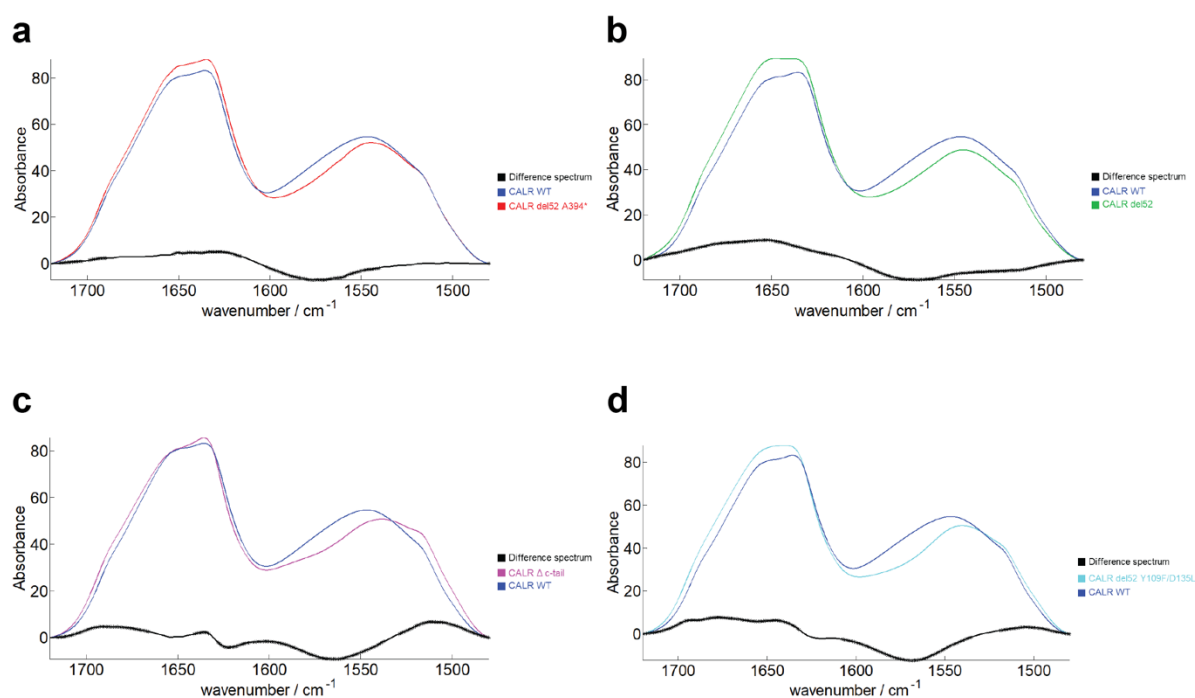 a
Absorbance
80
60
40
20
0
1700 1650 1600 1550 1500
wavenumber / cm⁻¹
Difference spectrum
CALR WT
CALR del52 A394*
b
Absorbance
80
60
40
20
0
1700 1650 1600 1550 1500
wavenumber / cm⁻¹
Difference spectrum
CALR WT
CALR del52
c
Absorbance
80
60
40
20
0
1700 1650 1600 1550 1500
wavenumber / cm⁻¹
Difference spectrum
CALR Δ c-tail
CALR WT
d
Absorbance
80
60
40
20
0
1700 1650 1600 1550 1500
wavenumber / cm⁻¹
Difference spectrum
CALR del52 Y109F/D135L
CALR WT